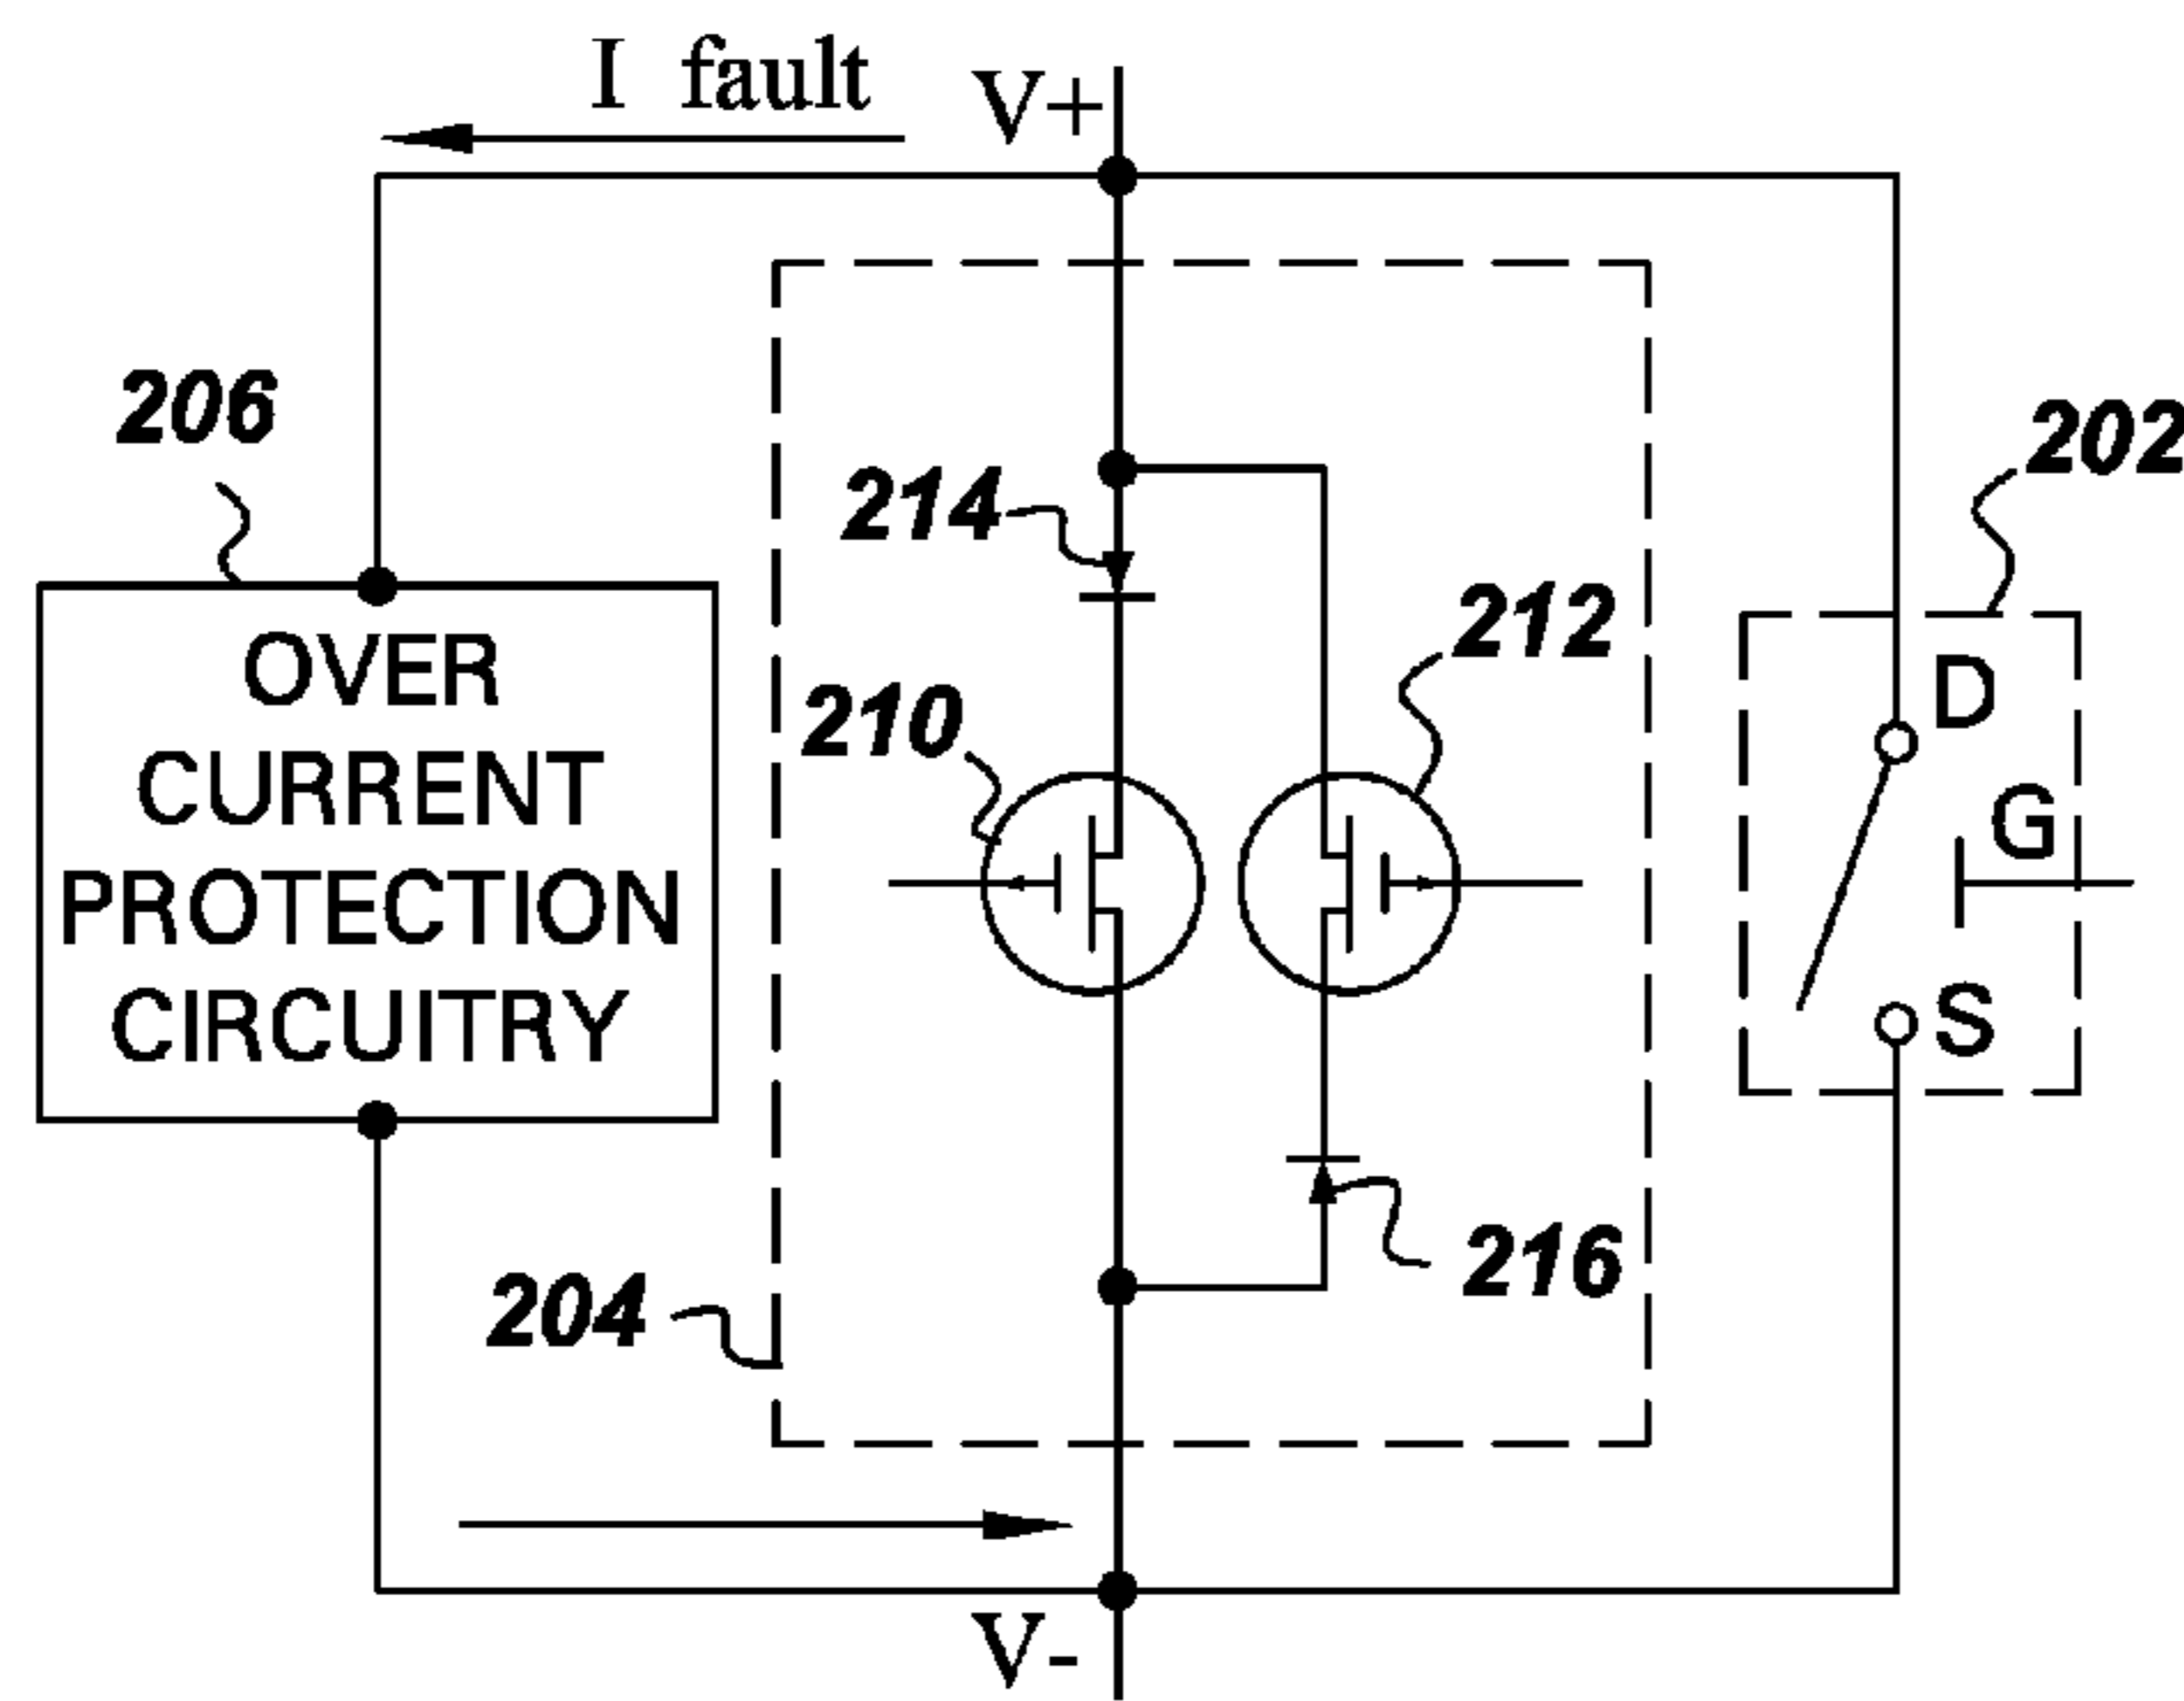 I fault
V+
206
202
214
212
OVER
CURRENT
PROTECTION
CIRCUITRY
210
D
G
S
204
216
V-